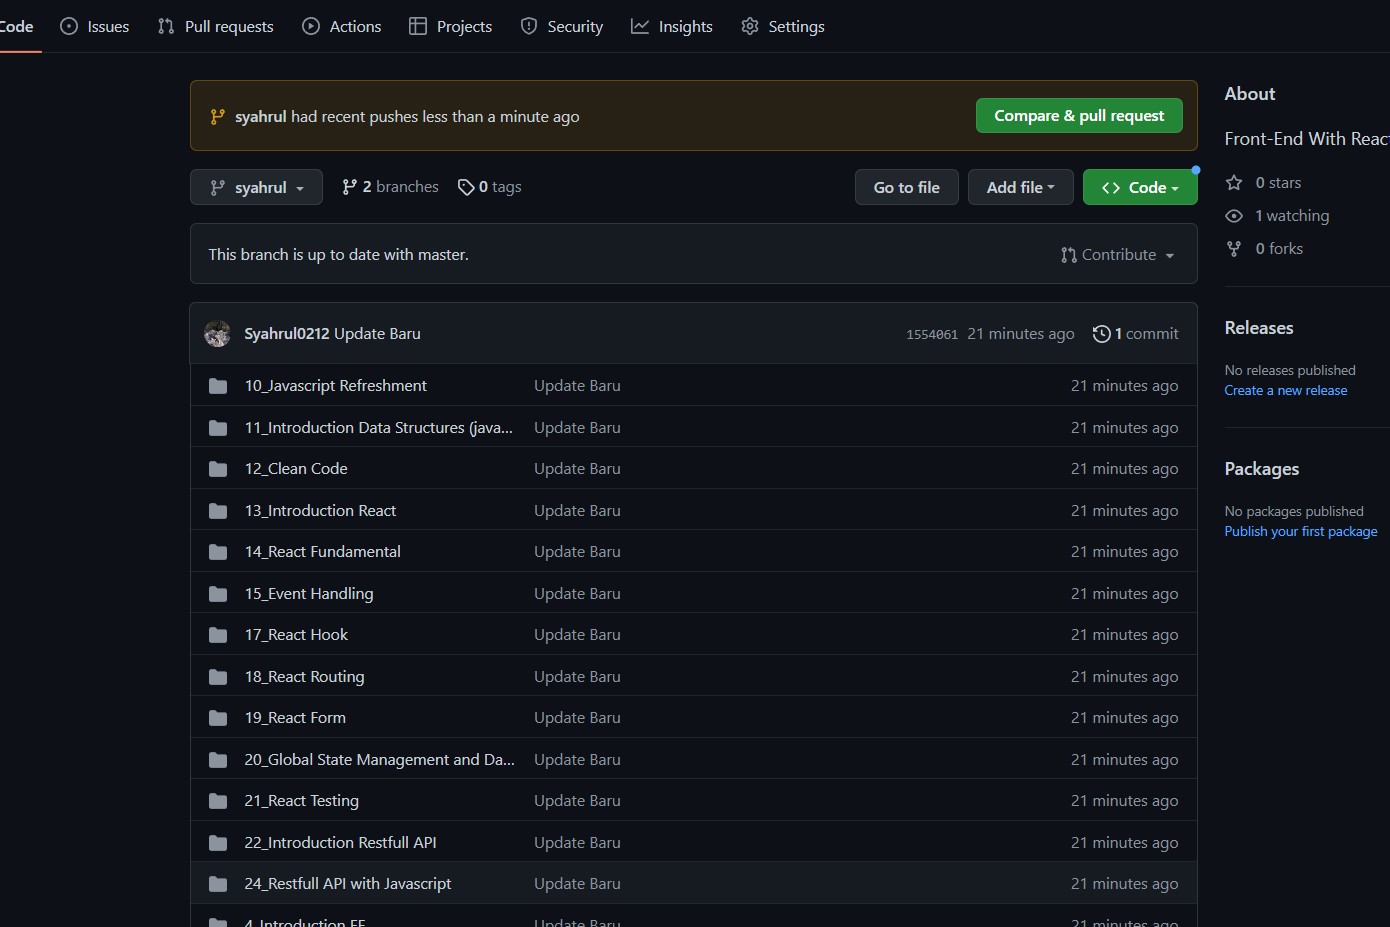 Code Issues Pull requests Actions Projects Security Insights Settings
syahrul had recent pushes less than a minute ago Compare & pull request
syahrul 2 branches 0 tags Go to file Add file Code
This branch is up to date with master. Contribute
Syahrul0212 Update Baru 1554061 21 minutes ago 1 commit
10_Javascript Refreshment Update Baru 21 minutes ago
11_Introduction Data Structures (java... Update Baru 21 minutes ago
12_Clean Code Update Baru 21 minutes ago
13_Introduction React Update Baru 21 minutes ago
14_React Fundamental Update Baru 21 minutes ago
15_Event Handling Update Baru 21 minutes ago
17_React Hook Update Baru 21 minutes ago
18_React Routing Update Baru 21 minutes ago
19_React Form Update Baru 21 minutes ago
20_Global State Management and Da... Update Baru 21 minutes ago
21_React Testing Update Baru 21 minutes ago
22_Introduction Restfull API Update Baru 21 minutes ago
24_Restfull API with Javascript Update Baru 21 minutes ago
4_Introduction FE Update Baru 21 minutes ago
About
Front-End With React
0 stars
1 watching
0 forks
Releases
No releases published
Create a new release
Packages
No packages published
Publish your first package